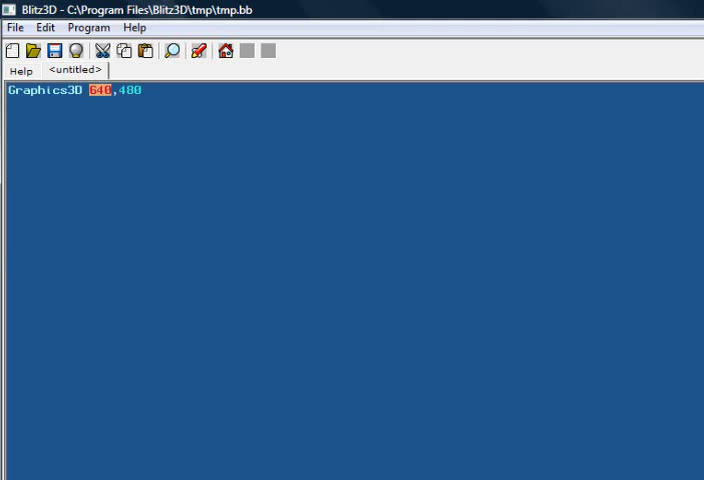 Blitz3D - C:\Program Files\Blitz3D\tmp\tmp.bb
File Edit Program Help
Help <untitled>
Graphics3D 640,480